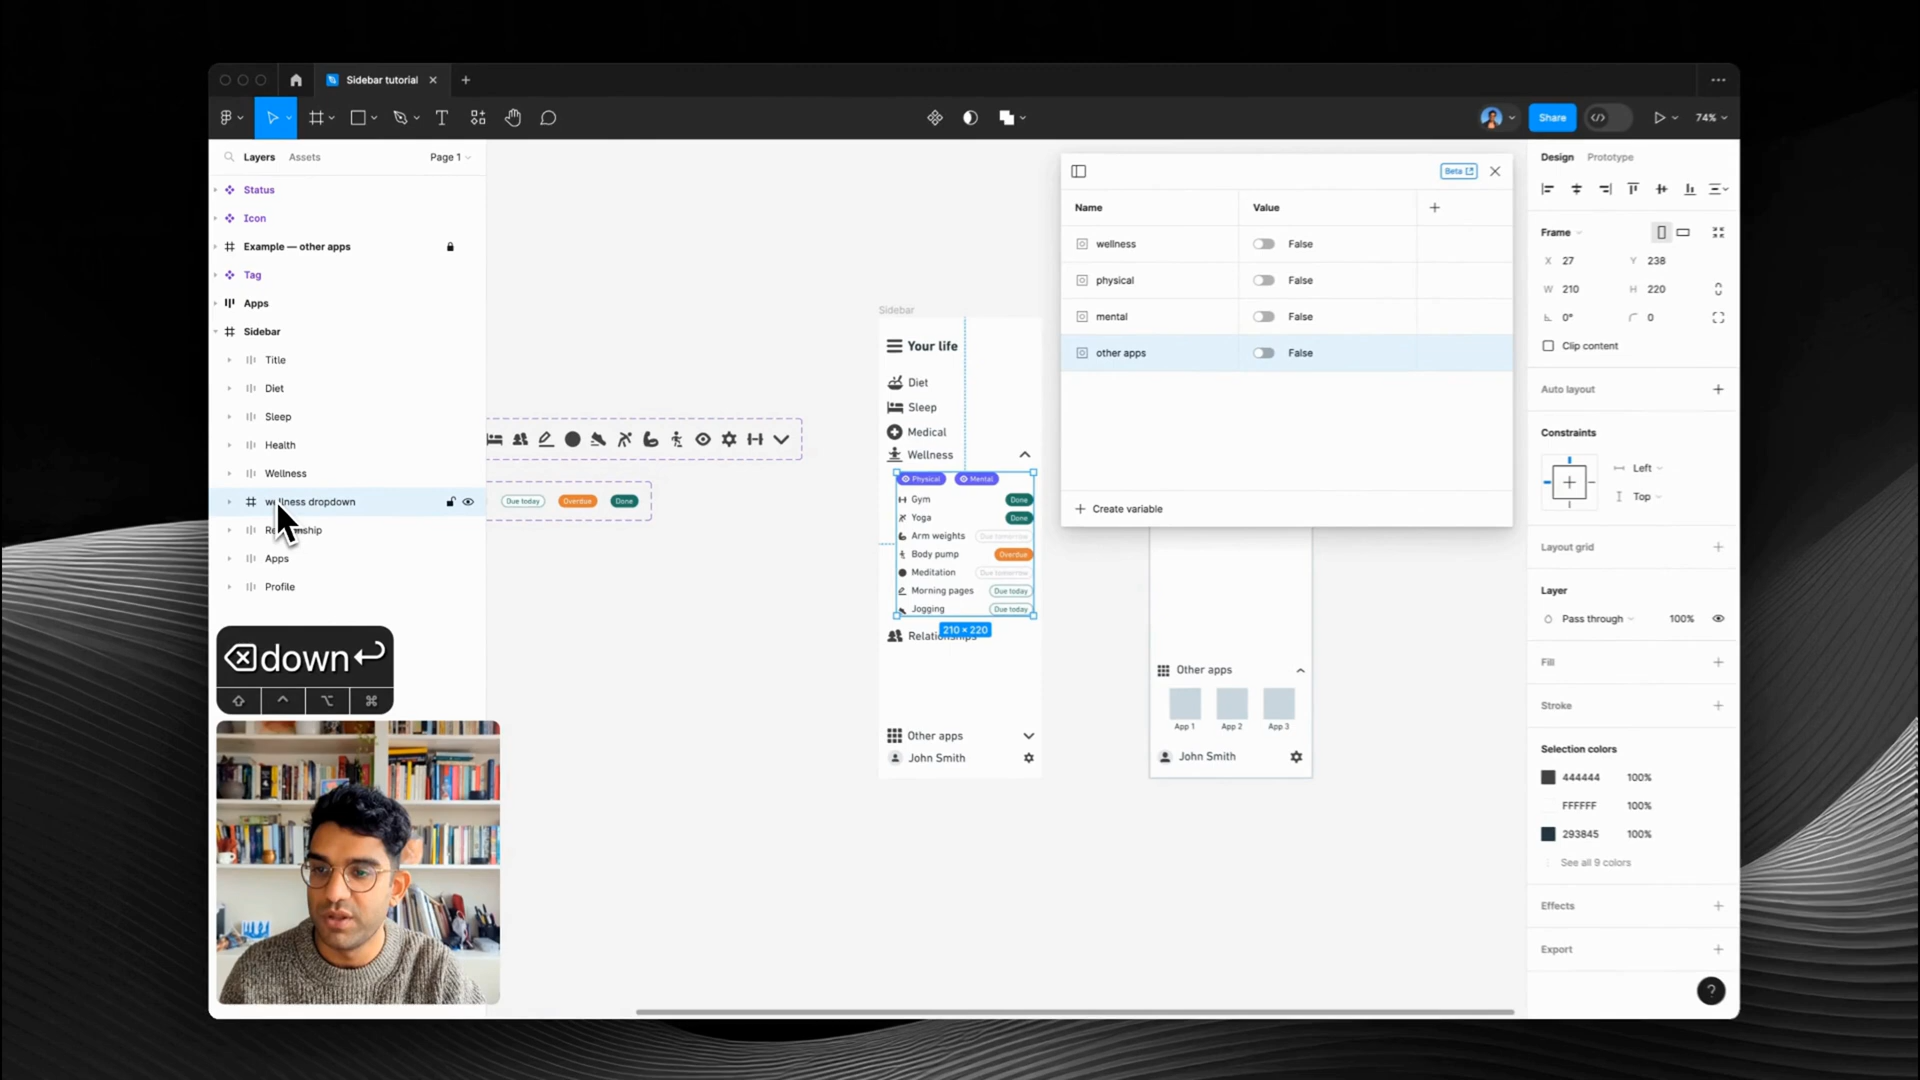 Sidebar tutorial
Share
74%
Layers
Assets
Page 1
Status
Icon
Example — other apps
Tag
Apps
Sidebar
Title
Diet
Sleep
Health
Wellness
wellness dropdown
Relationship
Apps
Profile
down
Due today
Overdue
Done
Sidebar
Your life
Diet
Sleep
Medical
Wellness
Physical
Mental
Gym
Done
Yoga
Done
Arm weights
Due tomorrow
Body pump
Overdue
Meditation
Due tomorrow
Morning pages
Due today
Jogging
Due today
210 × 220
Relationships
Other apps
John Smith
Beta
Name
Value
wellness
False
physical
False
mental
False
other apps
False
Create variable
Other apps
App 1
App 2
App 3
John Smith
Design
Prototype
Frame
X 27
Y 238
W 210
H 220
0°
0
Clip content
Auto layout
Constraints
Left
Top
Layout grid
Layer
Pass through
100%
Fill
Stroke
Selection colors
444444 100%
FFFFFF 100%
293845 100%
See all 9 colors
Effects
Export
?